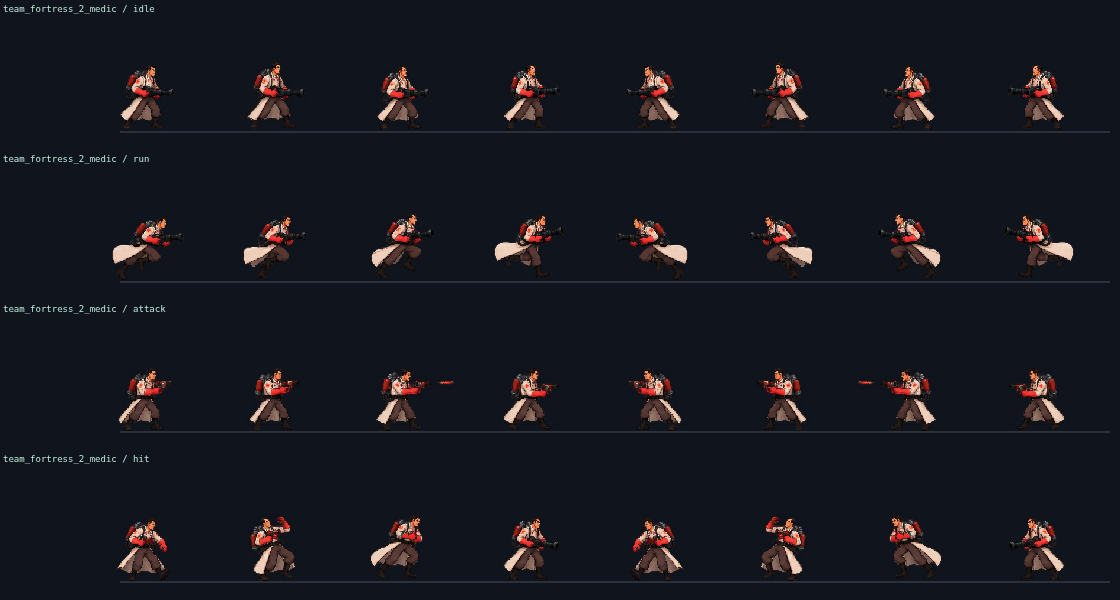 team_fortress_2_medic / idle
team_fortress_2_medic / run
team_fortress_2_medic / attack
team_fortress_2_medic / hit